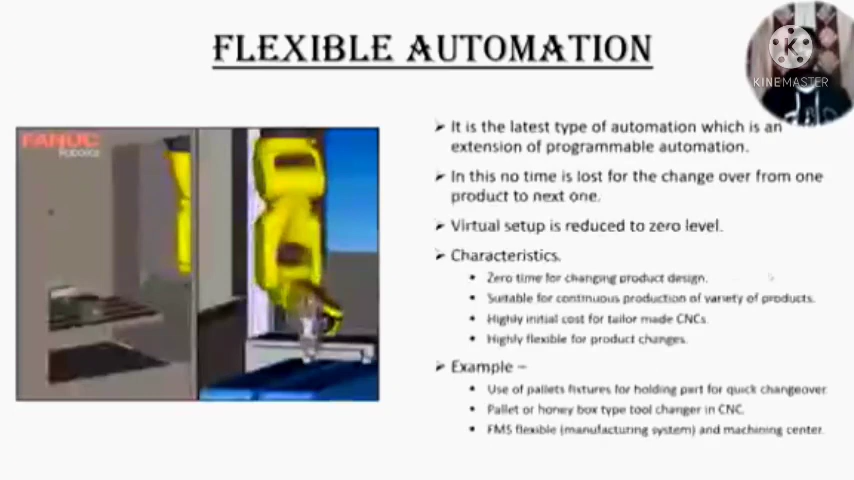 FLEXIBLE AUTOMATION
KINEMASTER
FANUC
Robotics
➢ It is the latest type of automation which is an
extension of programmable automation.
➢ In this no time is lost for the change over from one
product to next one.
➢ Virtual setup is reduced to zero level.
➢ Characteristics.
▪ Zero time for changing product design.
▪ Suitable for continuous production of variety of products.
▪ Highly initial cost for tailor made CNCs.
▪ Highly flexible for product changes.
➢ Example –
▪ Use of pallets fixtures for holding part for quick changeover.
▪ Pallet or honey box type tool changer in CNC.
▪ FMS flexible (manufacturing system) and machining center.